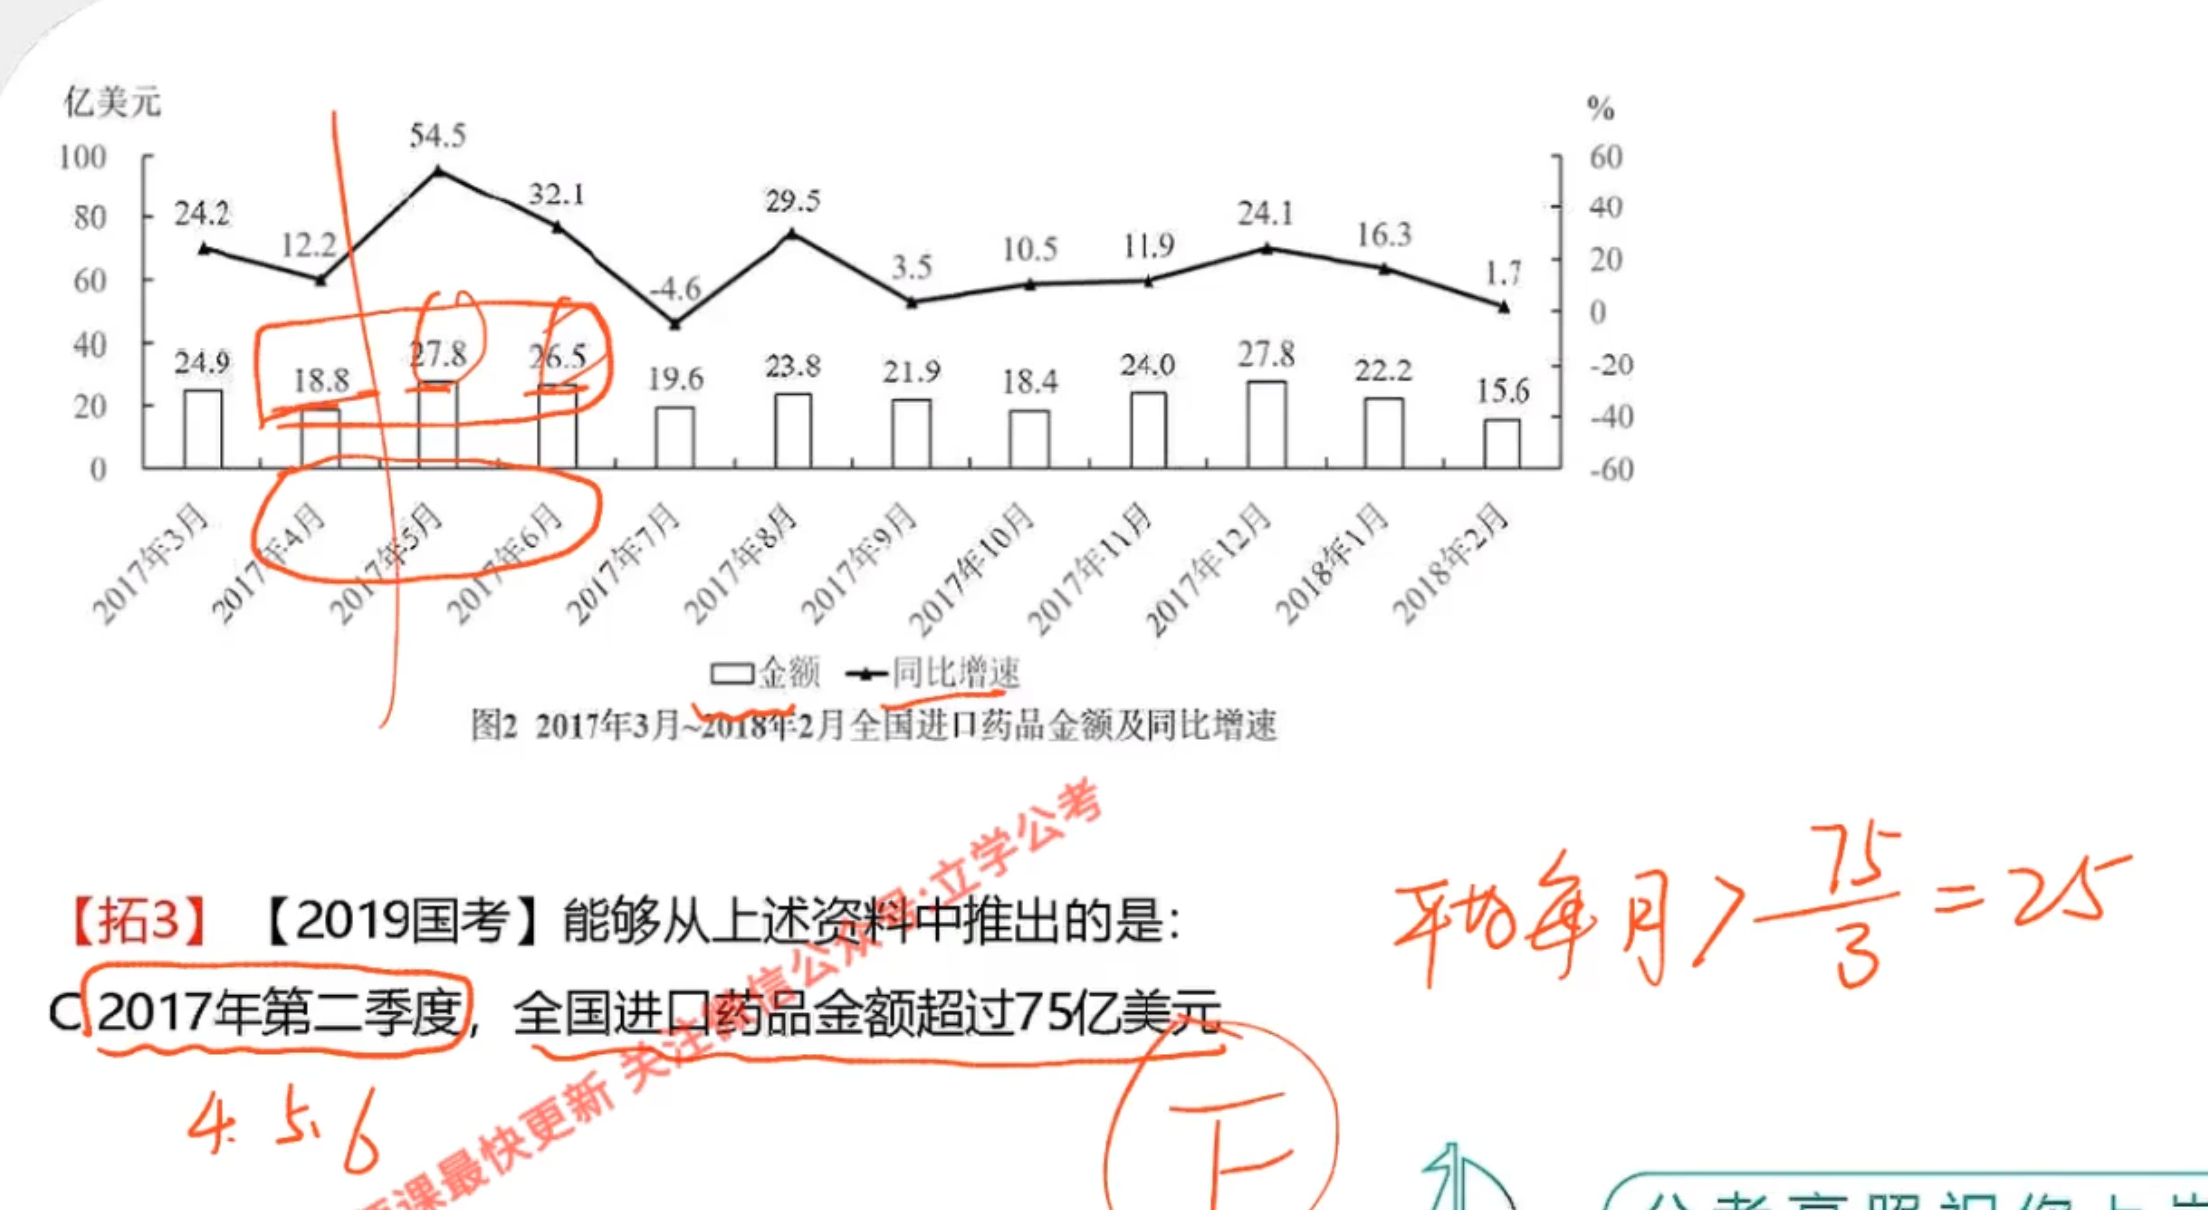 亿美元 %
100 80 60 40 20 0
60 40 20 0 -20 -40 -60
24.2 12.2 54.5 32.1 -4.6 29.5 3.5 10.5 11.9 24.1 16.3 1.7
24.9 18.8 27.8 26.5 19.6 23.8 21.9 18.4 24.0 27.8 22.2 15.6
2017年3月 2017年4月 2017年5月 2017年6月 2017年7月 2017年8月 2017年9月 2017年10月 2017年11月 2017年12月 2018年1月 2018年2月
金额 同比增速
图2 2017年3月~2018年2月全国进口药品金额及同比增速
平均每月 > 75/3 = 25
【拓3】【2019国考】能够从上述资料中推出的是：
C.2017年第二季度，全国进口药品金额超过75亿美元
4. 5. 6
F
课最快更新 关注微信公众号:立学公考